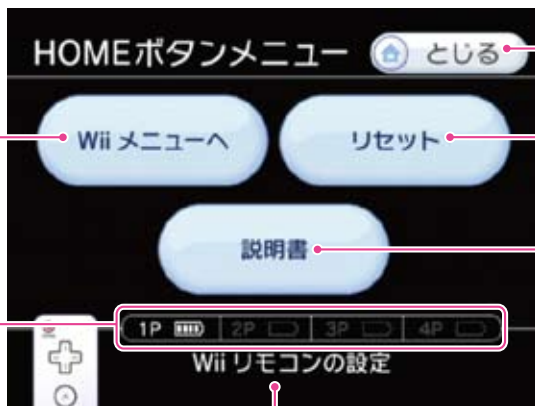 HOMEボタンメニュー とじる
Wii メニューへ リセット
説明書
1P 2P 3P 4P
Wii リモコンの設定